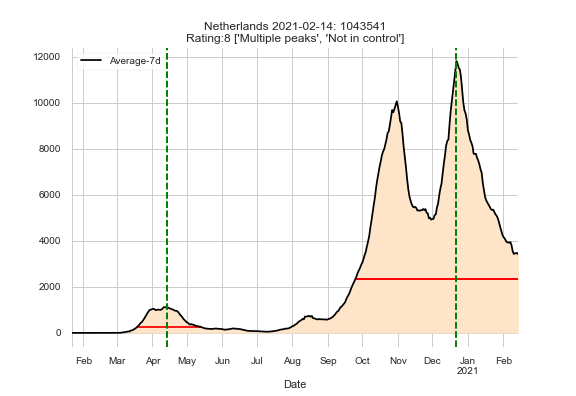 Netherlands 2021-02-14: 1043541
Rating:8 ['Multiple peaks', 'Not in control']
Average-7d
12000
10000
8000
6000
4000
2000
0
Feb Mar Apr May Jun Jul Aug Sep Oct Nov Dec Jan Feb
2021
Date